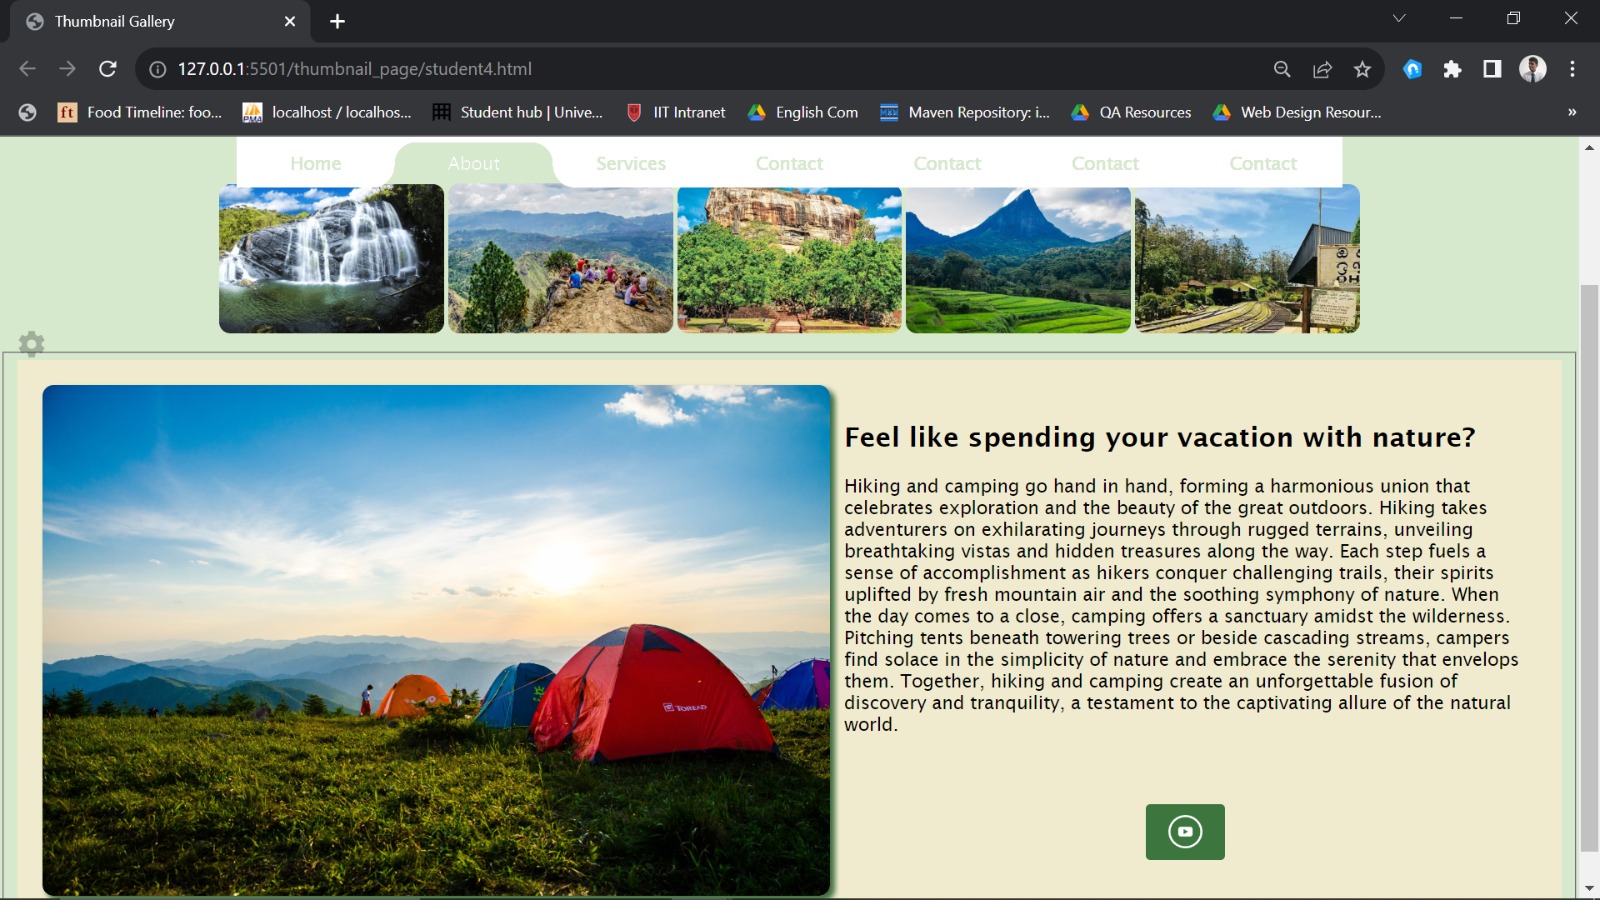 Thumbnail Gallery
127.0.0.1:5501/thumbnail_page/student4.html
ft Food Timeline: foo... PMA localhost / localhos... Student hub | Unive... IIT Intranet English Com Maven Repository: i... QA Resources Web Design Resour... »
Home About Services Contact Contact Contact Contact
Feel like spending your vacation with nature?
Hiking and camping go hand in hand, forming a harmonious union that
celebrates exploration and the beauty of the great outdoors. Hiking takes
adventurers on exhilarating journeys through rugged terrains, unveiling
breathtaking vistas and hidden treasures along the way. Each step fuels a
sense of accomplishment as hikers conquer challenging trails, their spirits
uplifted by fresh mountain air and the soothing symphony of nature. When
the day comes to a close, camping offers a sanctuary amidst the wilderness.
Pitching tents beneath towering trees or beside cascading streams, campers
find solace in the simplicity of nature and embrace the serenity that envelops
them. Together, hiking and camping create an unforgettable fusion of
discovery and tranquility, a testament to the captivating allure of the natural
world.
TOREAD